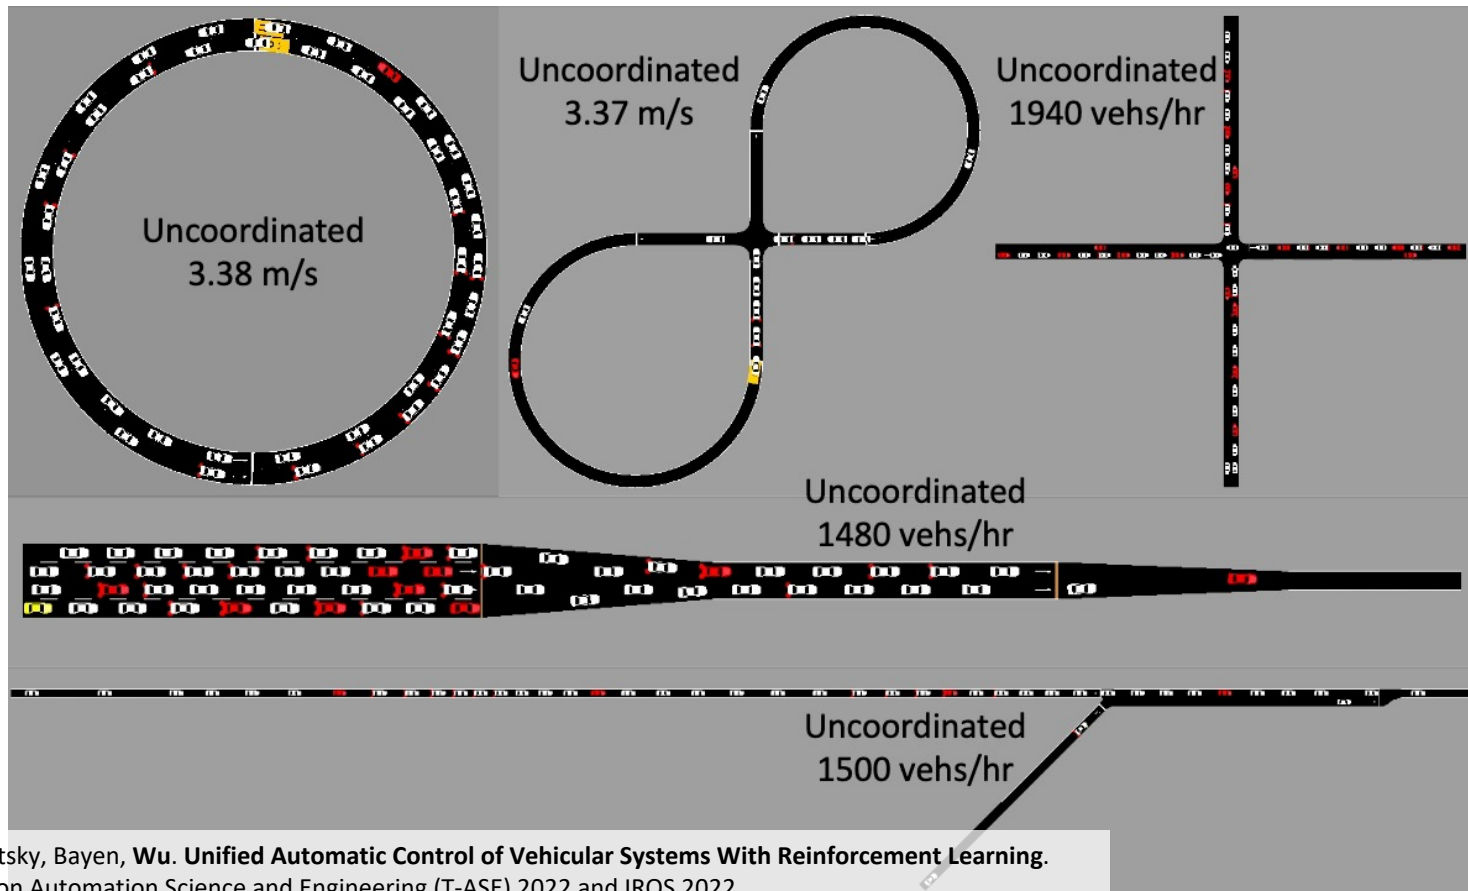 Uncoordinated
3.38 m/s
Uncoordinated
3.37 m/s
Uncoordinated
1940 vehs/hr
Uncoordinated
1480 vehs/hr
Uncoordinated
1500 vehs/hr
tsky, Bayen, Wu. Unified Automatic Control of Vehicular Systems With Reinforcement Learning.
on Automation Science and Engineering (T-ASE) 2022 and IROS 2022